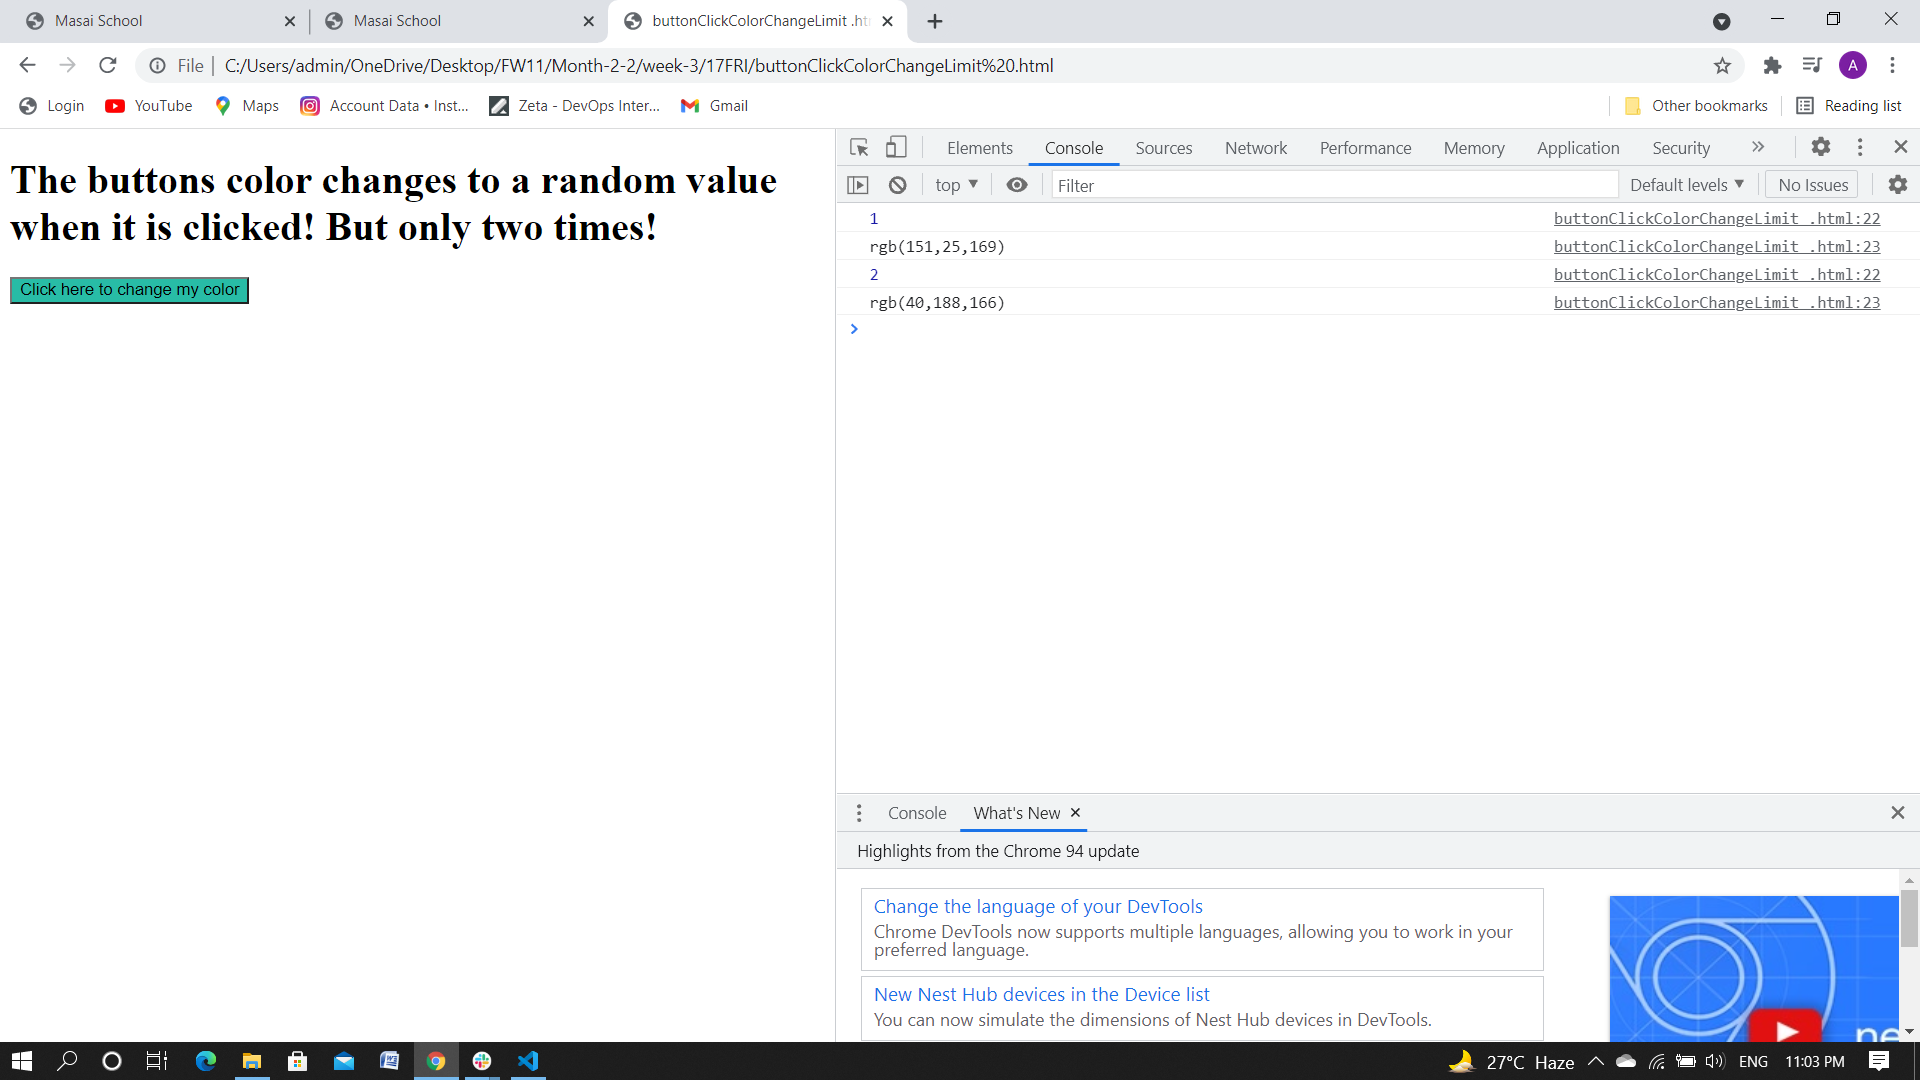 Masai School
Masai School
buttonClickColorChangeLimit .ht
File
C:/Users/admin/OneDrive/Desktop/FW11/Month-2-2/week-3/17FRI/buttonClickColorChangeLimit%20.html
A
Login
YouTube
Maps
Account Data • Inst...
Zeta - DevOps Inter...
Gmail
Other bookmarks
Reading list
The buttons color changes to a random value
when it is clicked! But only two times!
Click here to change my color
Elements
Console
Sources
Network
Performance
Memory
Application
Security
top
Filter
Default levels
No Issues
1 buttonClickColorChangeLimit .html:22
rgb(151,25,169) buttonClickColorChangeLimit .html:23
2 buttonClickColorChangeLimit .html:22
rgb(40,188,166) buttonClickColorChangeLimit .html:23
Console
What's New
Highlights from the Chrome 94 update
Change the language of your DevTools
Chrome DevTools now supports multiple languages, allowing you to work in your
preferred language.
New Nest Hub devices in the Device list
You can now simulate the dimensions of Nest Hub devices in DevTools.
ne
27°C Haze
ENG
11:03 PM